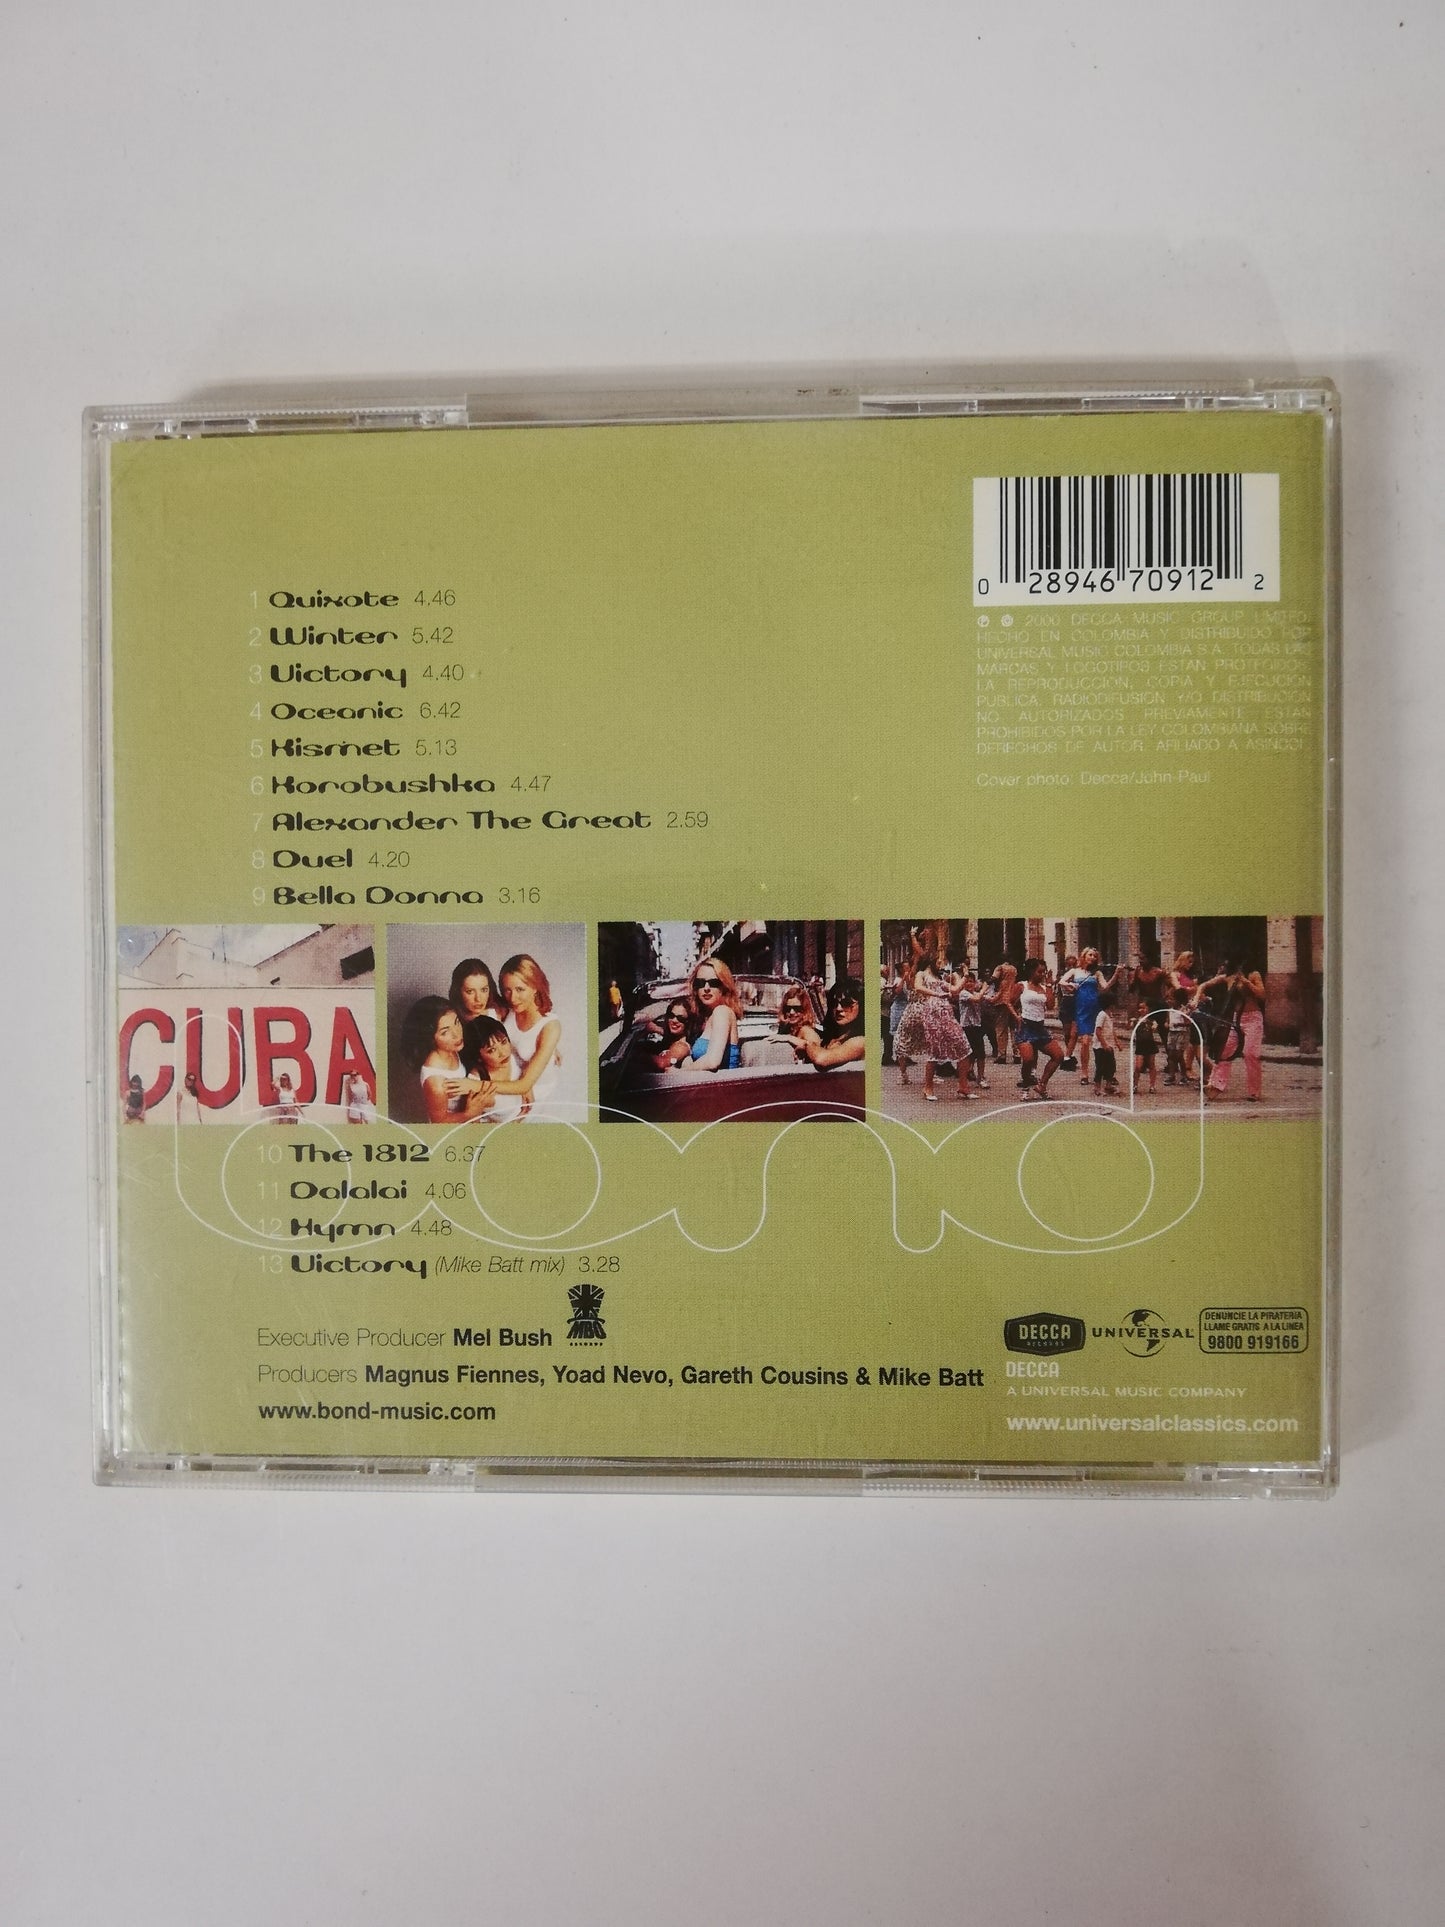 0 28946 70912 2
℗ © 2000 DECCA MUSIC GROUP LIMITED.
HECHO EN COLOMBIA Y DISTRIBUIDO POR
UNIVERSAL MUSIC COLOMBIA S.A. TODAS LAS
MARCAS Y LOGOTIPOS ESTAN PROTEGIDOS.
LA REPRODUCCION, COPIA Y EJECUCION
PUBLICA, RADIODIFUSION Y/O DISTRIBUCION
NO AUTORIZADOS PREVIAMENTE ESTAN
PROHIBIDOS POR LA LEY COLOMBIANA SOBRE
DERECHOS DE AUTOR. AFILIADO A ASINCOL.
Cover photo: Decca/John-Paul
1 Quixote 4.46
2 Winter 5.42
3 Victory 4.40
4 Oceanic 6.42
5 Kismet 5.13
6 Korobushka 4.47
7 Alexander The Great 2.59
8 Duel 4.20
9 Bella Donna 3.16
CUBA
bond
10 The 1812 6.37
11 Dalalai 4.06
12 Hymn 4.48
13 Victory (Mike Batt mix) 3.28
Executive Producer Mel Bush
MBO
Producers Magnus Fiennes, Yoad Nevo, Gareth Cousins & Mike Batt
www.bond-music.com
DECCA
RECORDS
UNIVERSAL
DENUNCIE LA PIRATERIA
LLAME GRATIS A LA LINEA
9800 919166
DECCA
A UNIVERSAL MUSIC COMPANY
www.universalclassics.com